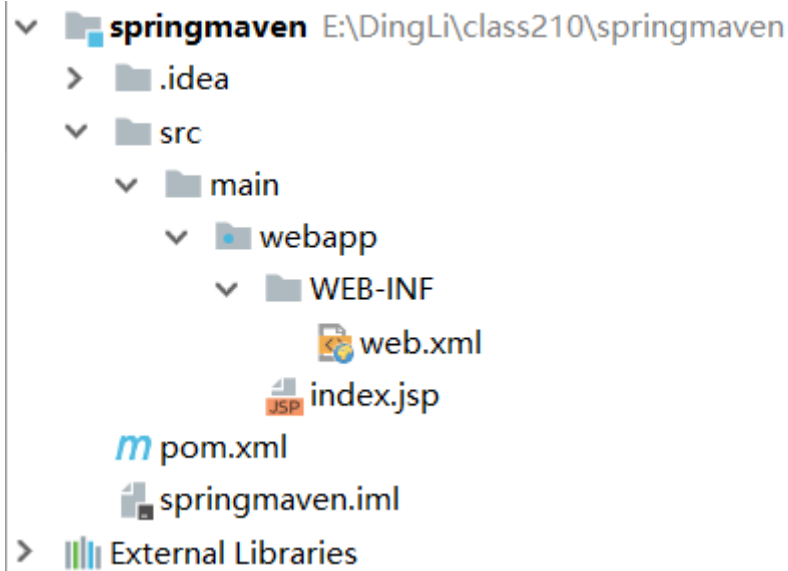 springmaven E:\DingLi\class210\springmaven
.idea
src
main
webapp
WEB-INF
web.xml
JSP index.jsp
m pom.xml
springmaven.iml
External Libraries